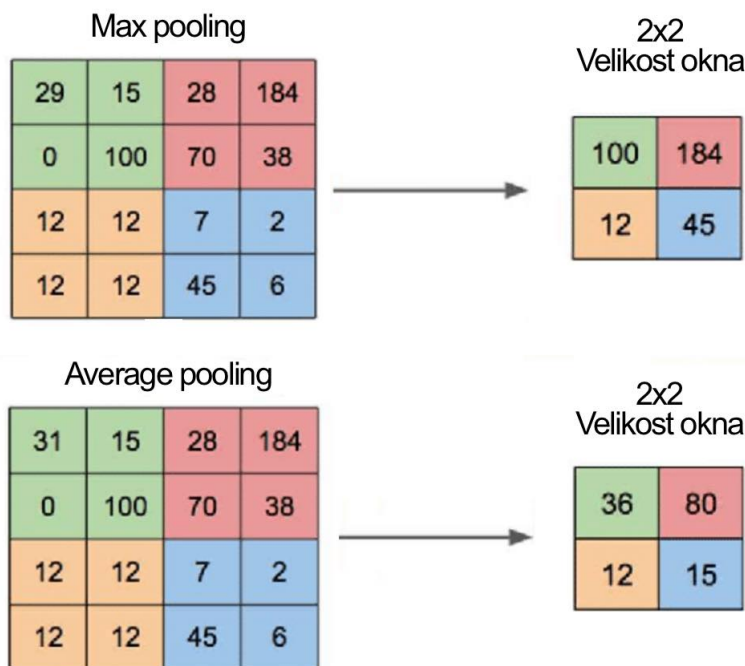 Max pooling
2x2
Velikost okna
29 15 28 184
0 100 70 38
12 12 7 2
12 12 45 6
100 184
12 45
Average pooling
2x2
Velikost okna
31 15 28 184
0 100 70 38
12 12 7 2
12 12 45 6
36 80
12 15